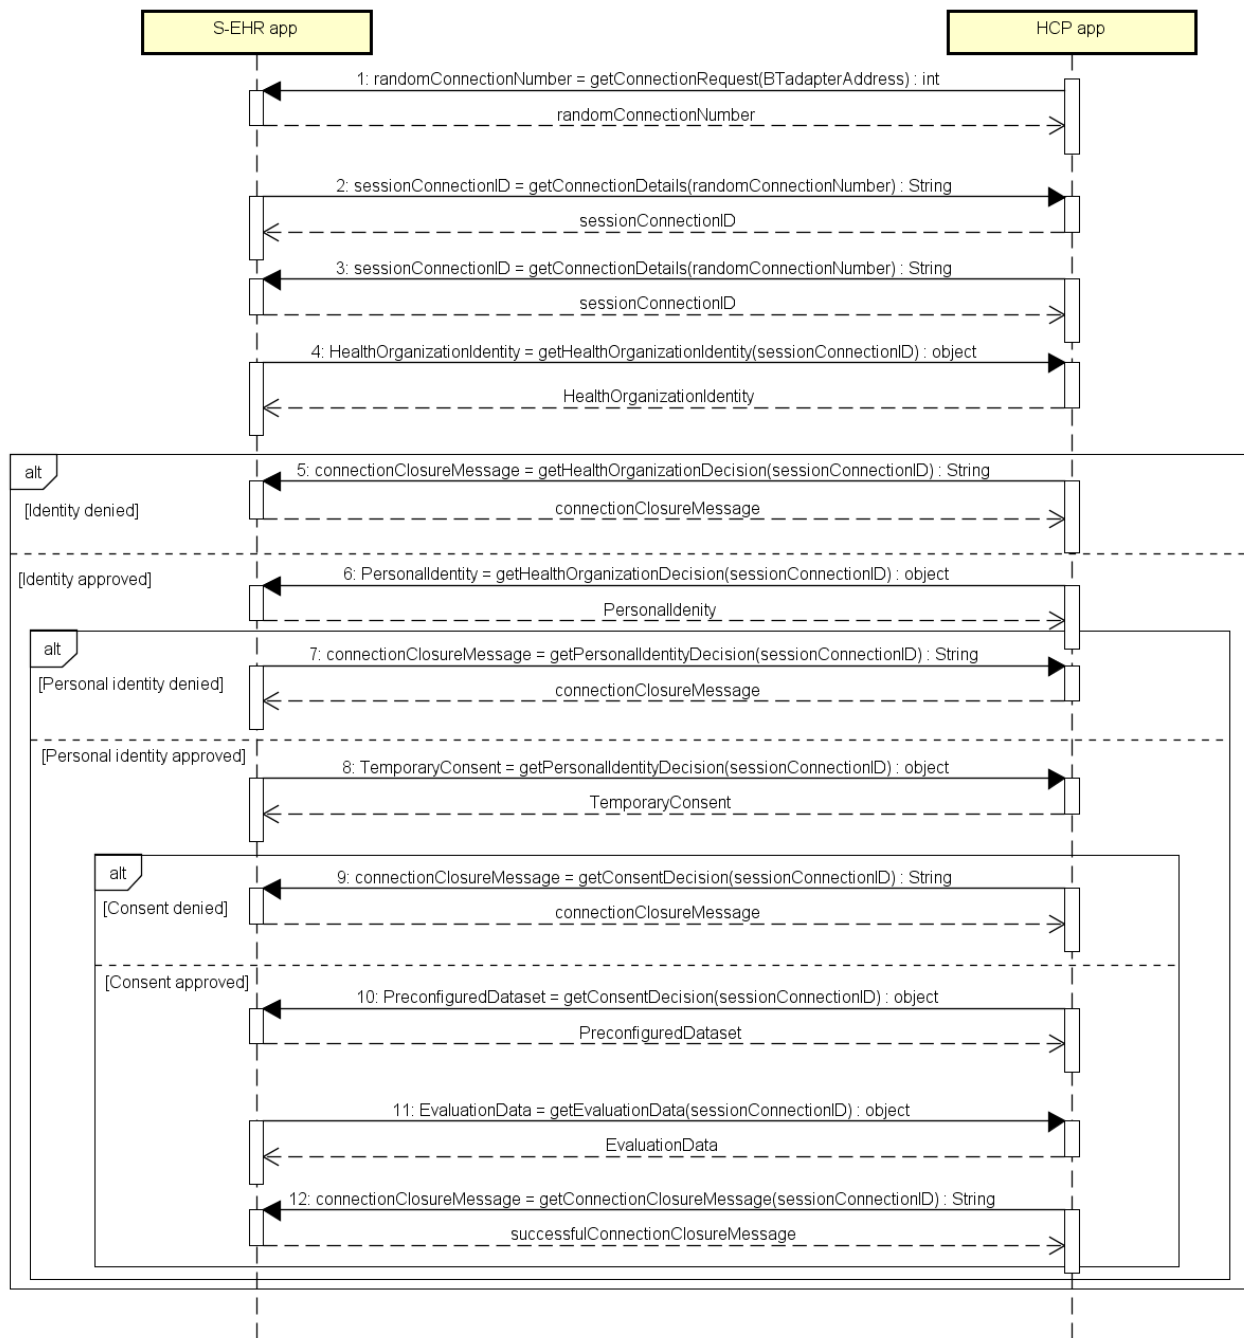 S-EHR app
HCP app
1: randomConnectionNumber = getConnectionRequest(BTadapterAddress) : int
randomConnectionNumber
2: sessionConnectionID = getConnectionDetails(randomConnectionNumber) : String
sessionConnectionID
3: sessionConnectionID = getConnectionDetails(randomConnectionNumber) : String
sessionConnectionID
4: HealthOrganizationIdentity = getHealthOrganizationIdentity(sessionConnectionID) : object
HealthOrganizationIdentity
alt
5: connectionClosureMessage = getHealthOrganizationDecision(sessionConnectionID) : String
[Identity denied]
connectionClosureMessage
[Identity approved]
6: PersonalIdentity = getHealthOrganizationDecision(sessionConnectionID) : object
PersonalIdenity
alt
7: connectionClosureMessage = getPersonalIdentityDecision(sessionConnectionID) : String
[Personal identity denied]
connectionClosureMessage
[Personal identity approved]
8: TemporaryConsent = getPersonalIdentityDecision(sessionConnectionID) : object
TemporaryConsent
alt
9: connectionClosureMessage = getConsentDecision(sessionConnectionID) : String
[Consent denied]
connectionClosureMessage
[Consent approved]
10: PreconfiguredDataset = getConsentDecision(sessionConnectionID) : object
PreconfiguredDataset
11: EvaluationData = getEvaluationData(sessionConnectionID) : object
EvaluationData
12: connectionClosureMessage = getConnectionClosureMessage(sessionConnectionID) : String
successfulConnectionClosureMessage